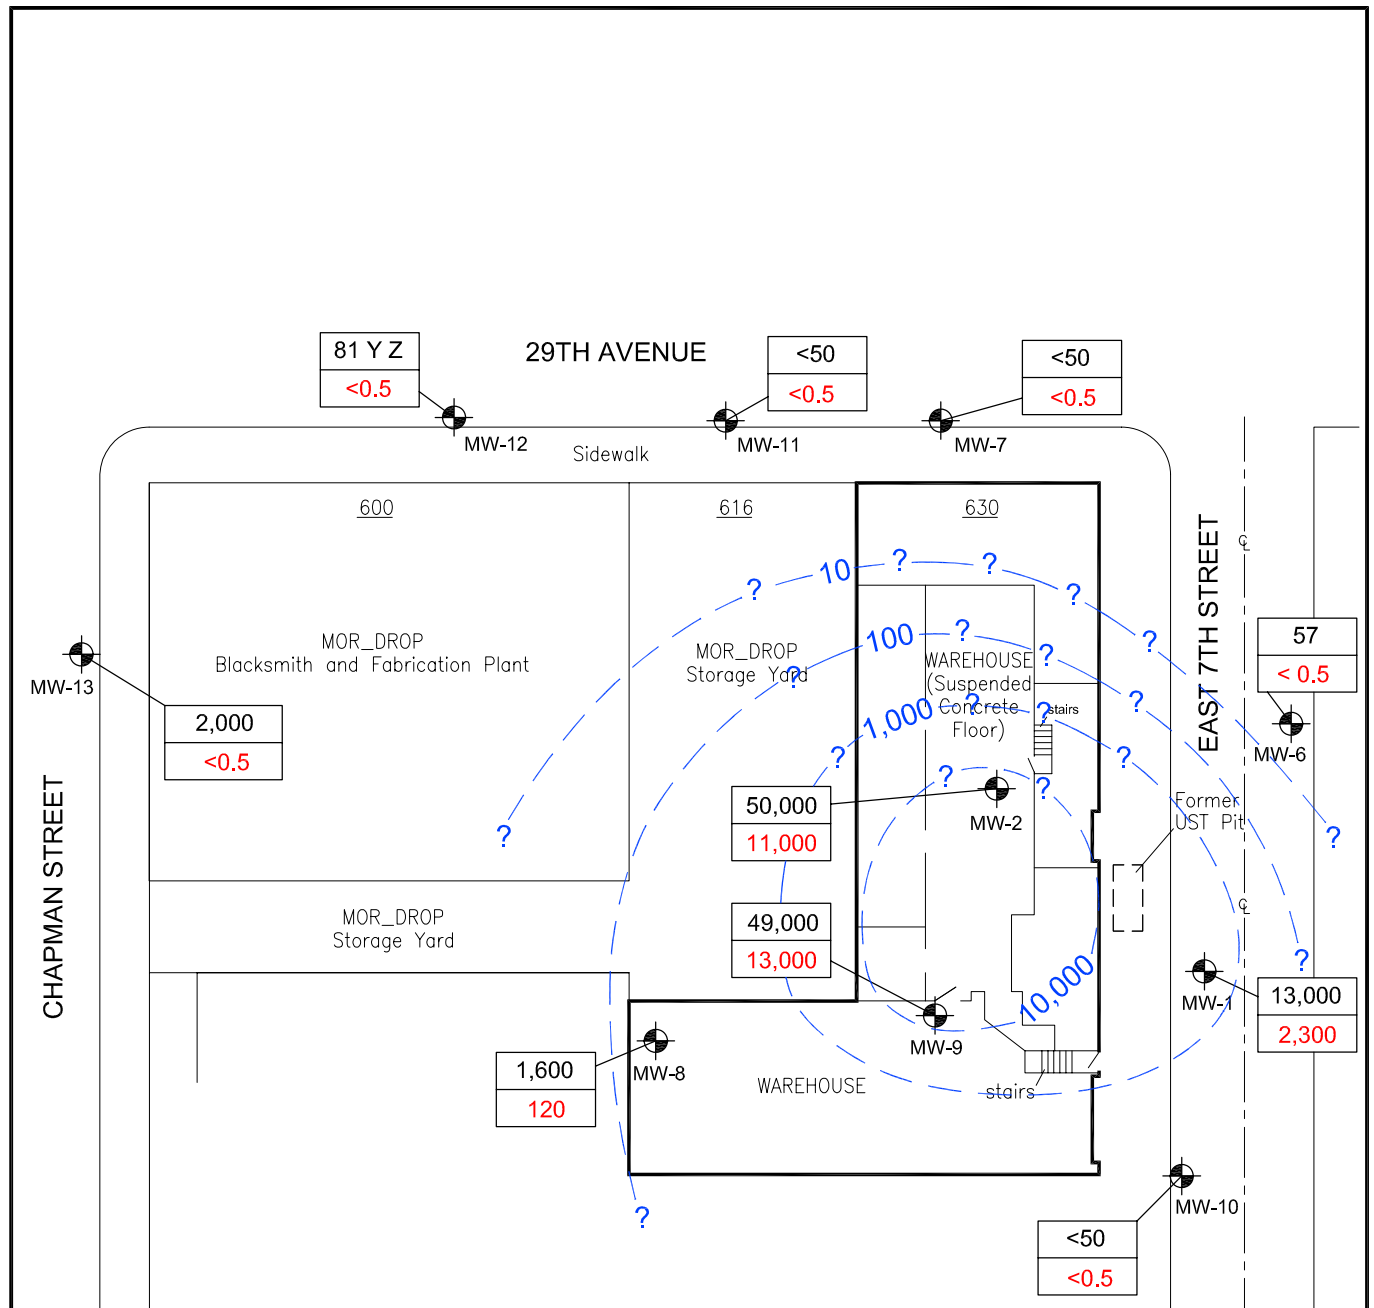 81 Y Z
<0.5
MW-12
29TH AVENUE
<50
<0.5
MW-11
<50
<0.5
MW-7
Sidewalk
600
616
630
EAST 7TH STREET
℄
? 10 ? ? ? ? ? ?
100 ? ? ? ? ?
1,000 ? ? ? ?
? ?
10,000
?
MOR_DROP
Blacksmith and Fabrication Plant
MOR_DROP
Storage Yard
WAREHOUSE
(Suspended
Concrete
Floor)
stairs
57
< 0.5
MW-6
MW-13
2,000
<0.5
CHAPMAN STREET
50,000
11,000
MW-2
Former
UST Pit
℄
MOR_DROP
Storage Yard
49,000
13,000
MW-9
MW-1
13,000
2,300
1,600
120
MW-8
WAREHOUSE
stairs
MW-10
<50
<0.5